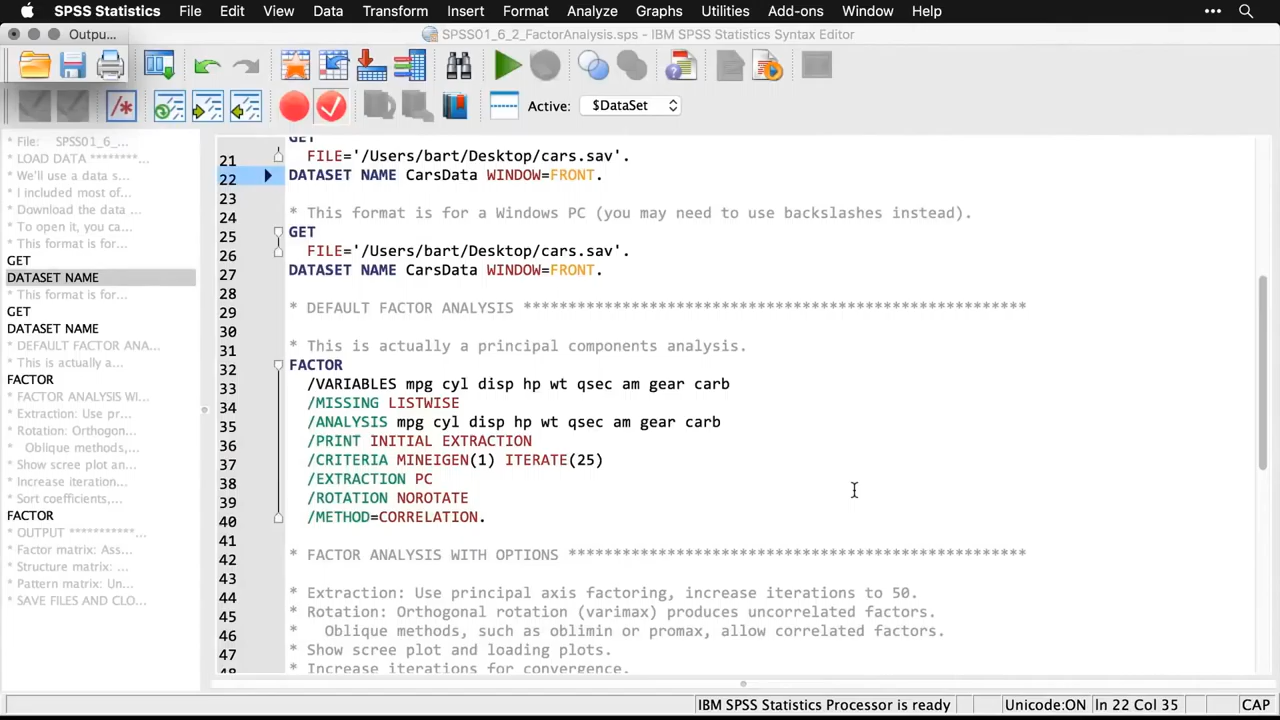 SPSS Statistics File Edit View Data Transform Insert Format Analyze Graphs Utilities Add-ons Window Help
Outpu... SPSS01_6_2_FactorAnalysis.sps - IBM SPSS Statistics Syntax Editor
Active: $DataSet
* File: SPSS01_6_...
* LOAD DATA ********...
* We'll use a data s...
* I included most of...
* Download the data ...
* To open it, you ca...
* This format is for...
GET
DATASET NAME
* This format is for...
GET
DATASET NAME
* DEFAULT FACTOR ANA...
* This is actually a...
FACTOR
* FACTOR ANALYSIS WI...
* Extraction: Use pr...
* Rotation: Orthogon...
* Oblique methods,...
* Show scree plot an...
* Increase iteration...
* Sort coefficients,...
FACTOR
* OUTPUT ***********...
* Factor matrix: Ass...
* Structure matrix: ...
* Pattern matrix: Un...
* SAVE FILES AND CLO...
GET
21 FILE='/Users/bart/Desktop/cars.sav'.
22 DATASET NAME CarsData WINDOW=FRONT.
23
24 * This format is for a Windows PC (you may need to use backslashes instead).
25 GET
26 FILE='/Users/bart/Desktop/cars.sav'.
27 DATASET NAME CarsData WINDOW=FRONT.
28
29 * DEFAULT FACTOR ANALYSIS ********************************************************
30
31 * This is actually a principal components analysis.
32 FACTOR
33 /VARIABLES mpg cyl disp hp wt qsec am gear carb
34 /MISSING LISTWISE
35 /ANALYSIS mpg cyl disp hp wt qsec am gear carb
36 /PRINT INITIAL EXTRACTION
37 /CRITERIA MINEIGEN(1) ITERATE(25)
38 /EXTRACTION PC
39 /ROTATION NOROTATE
40 /METHOD=CORRELATION.
41
42 * FACTOR ANALYSIS WITH OPTIONS ***************************************************
43
44 * Extraction: Use principal axis factoring, increase iterations to 50.
45 * Rotation: Orthogonal rotation (varimax) produces uncorrelated factors.
46 * Oblique methods, such as oblimin or promax, allow correlated factors.
47 * Show scree plot and loading plots.
48 * Increase iterations for convergence.
IBM SPSS Statistics Processor is ready Unicode:ON In 22 Col 35 CAP